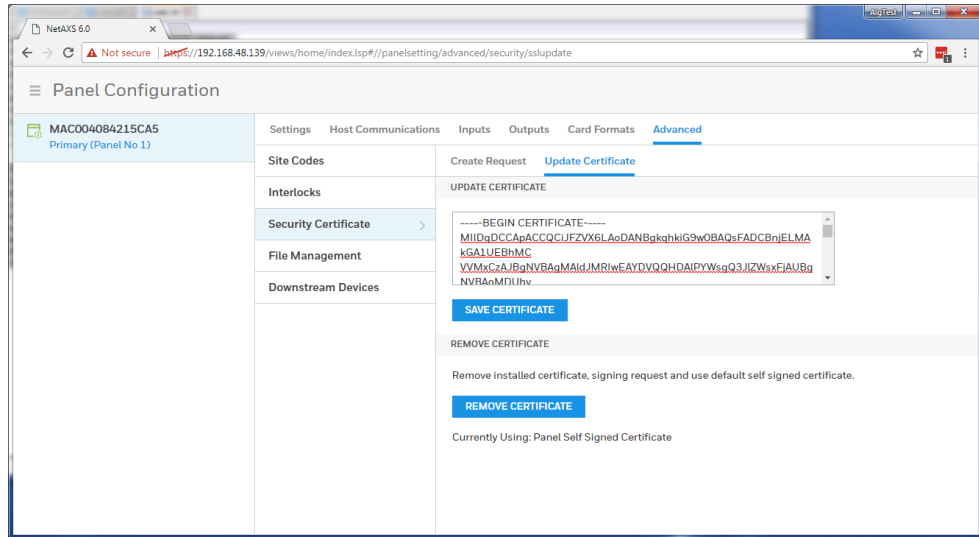 AlgTest
NetAXS 6.0
Not secure https://192.168.48.139/views/home/index.lsp#//panelsetting/advanced/security/sslupdate
1
Panel Configuration
MAC004084215CA5
Primary (Panel No 1)
Settings Host Communications Inputs Outputs Card Formats Advanced
Site Codes
Interlocks
Security Certificate
File Management
Downstream Devices
Create Request Update Certificate
UPDATE CERTIFICATE
-----BEGIN CERTIFICATE-----
MIIDqDCCApACCQCiJFZVX6LAoDANBgkqhkiG9w0BAQsFADCBnjELMA
kGA1UEBhMC
VVMxCzAJBgNVBAgMAldJMRIwEAYDVQQHDAlPYWsgQ3JlZWsxFjAUBg
NVBAoMDUhv
SAVE CERTIFICATE
REMOVE CERTIFICATE
Remove installed certificate, signing request and use default self signed certificate.
REMOVE CERTIFICATE
Currently Using: Panel Self Signed Certificate